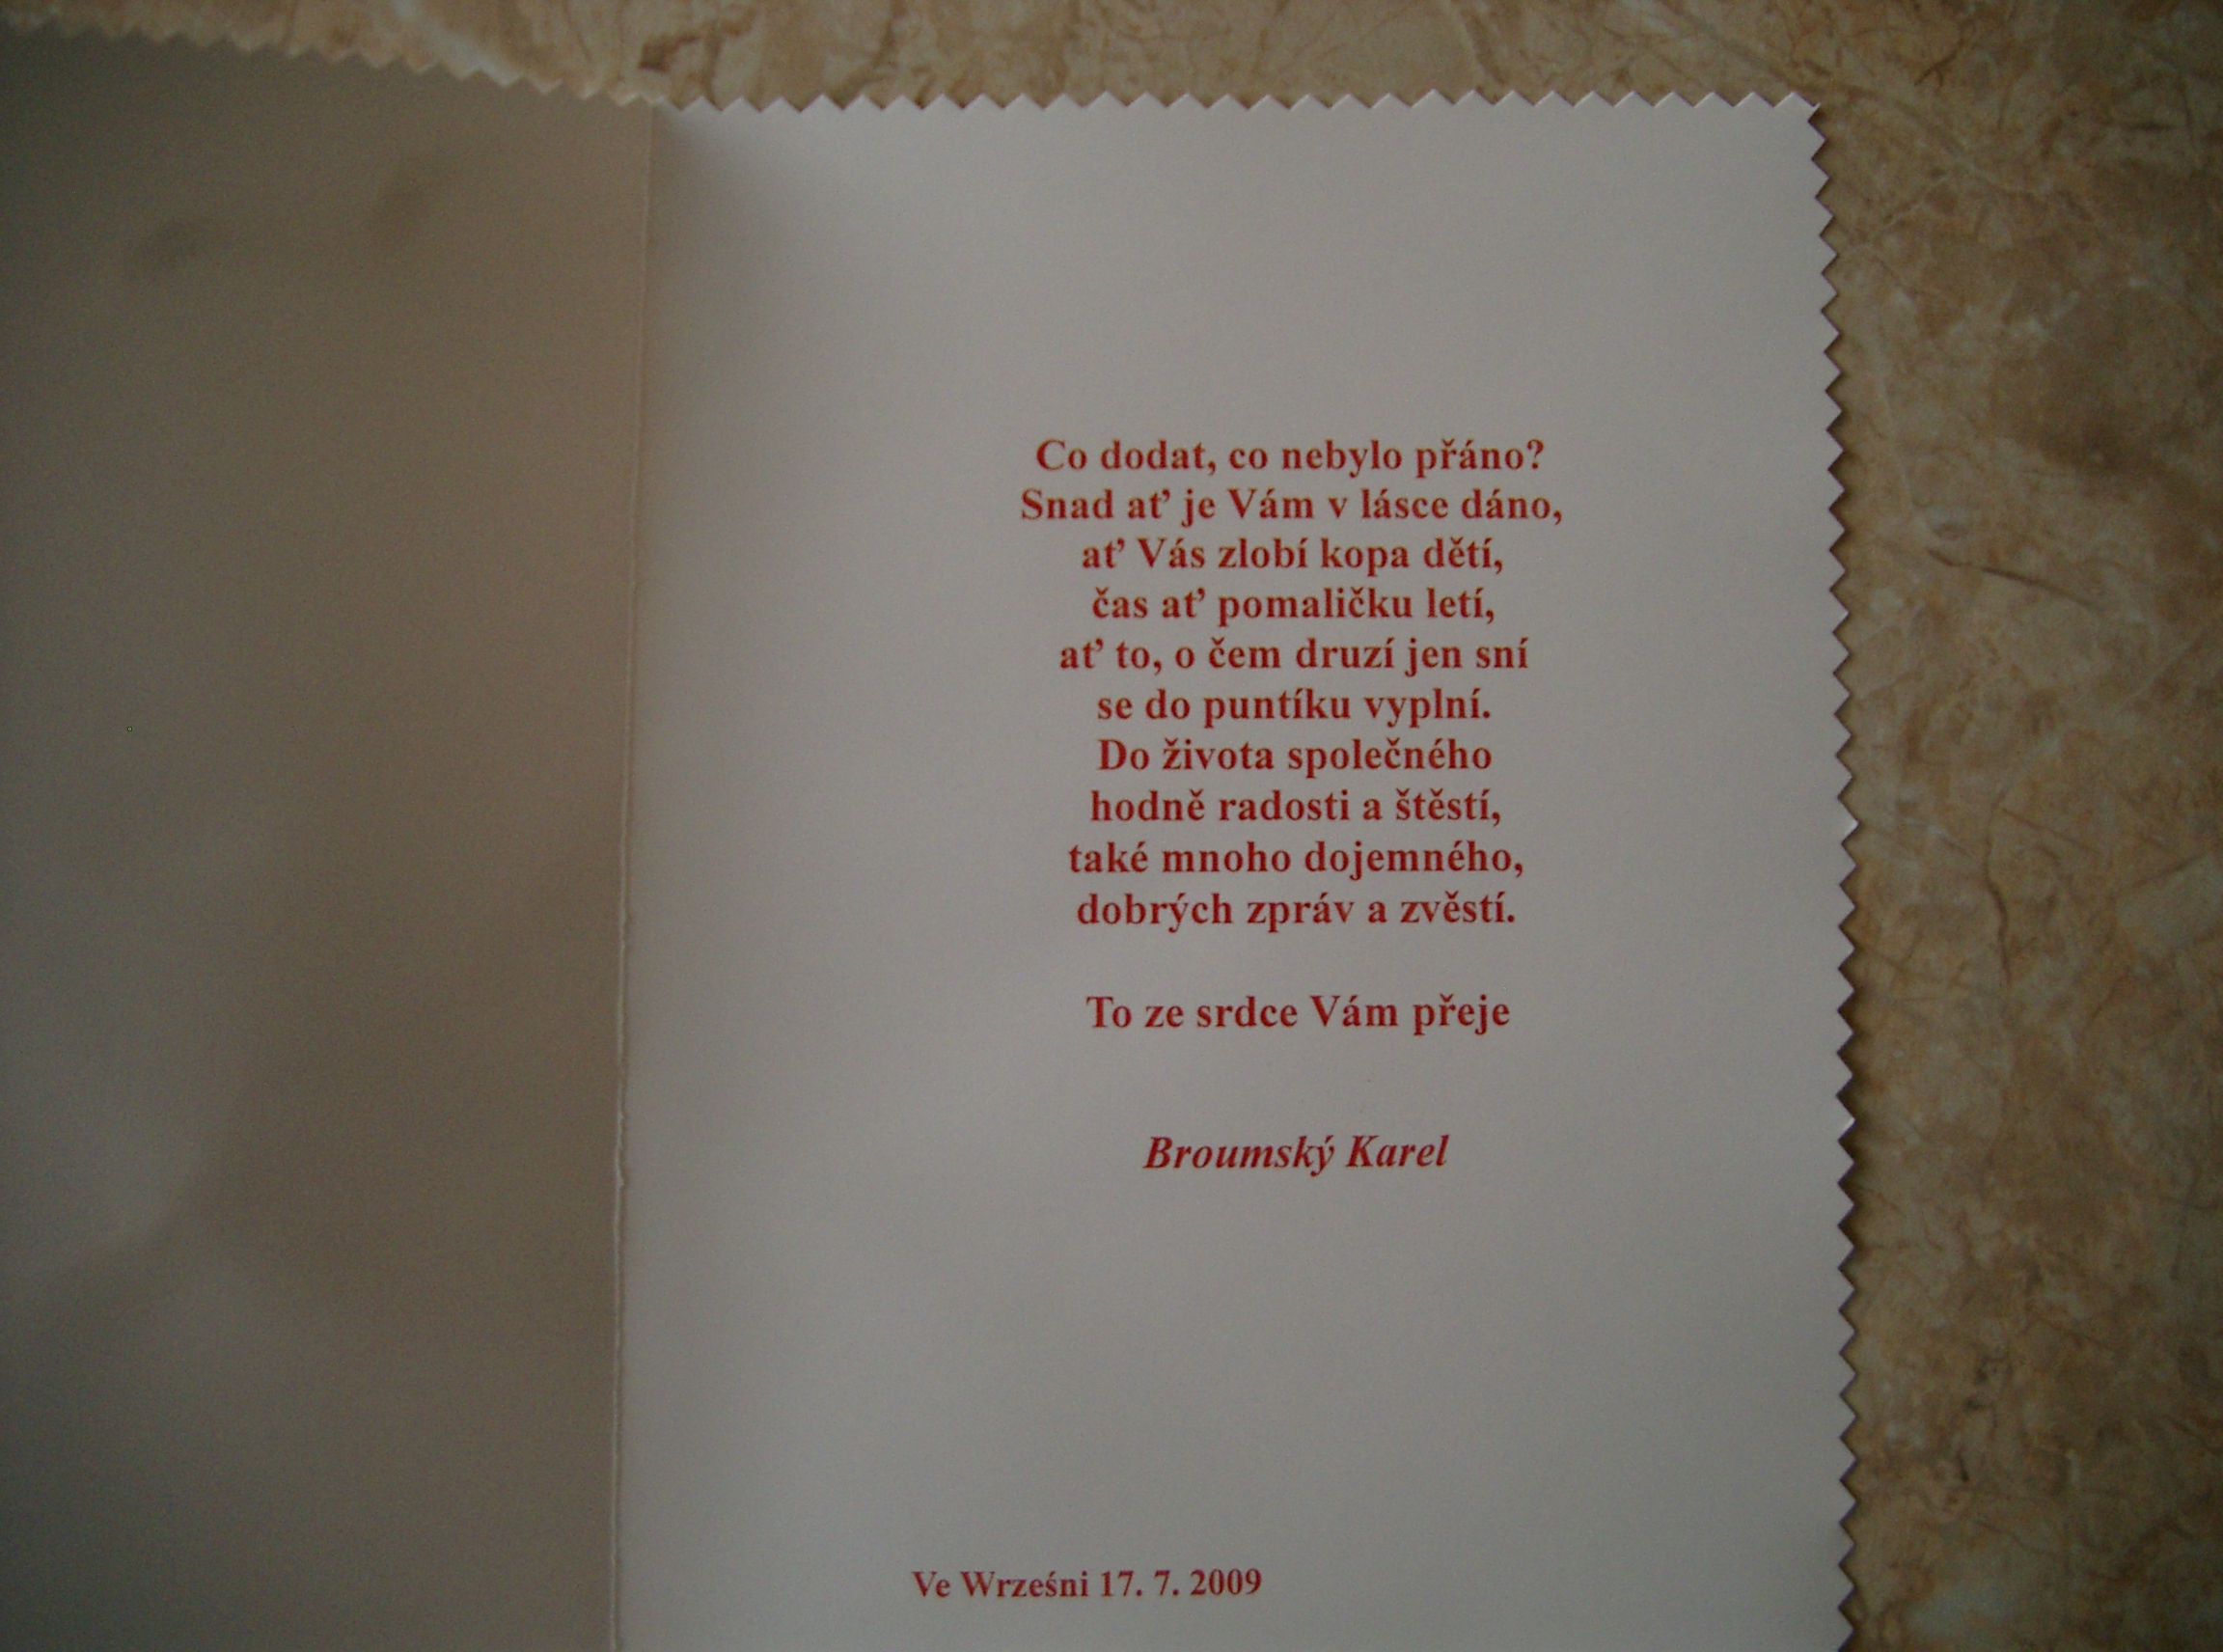 Co dodat, co nebylo přáno?
Snad ať je Vám v lásce dáno,
ať Vás zlobí kopa dětí,
čas ať pomaličku letí,
ať to, o čem druzí jen sní
se do puntíku vyplní.
Do života společného
hodně radosti a štěstí,
také mnoho dojemného,
dobrých zpráv a zvěstí.
To ze srdce Vám přeje
Broumský Karel
Ve Wrześni 17. 7. 2009